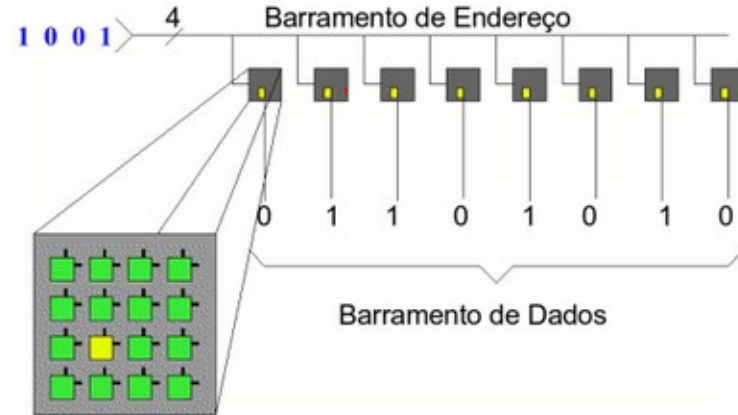 4
Barramento de Endereço
1 0 0 1
0 1 1 0 1 0 1 0
Barramento de Dados